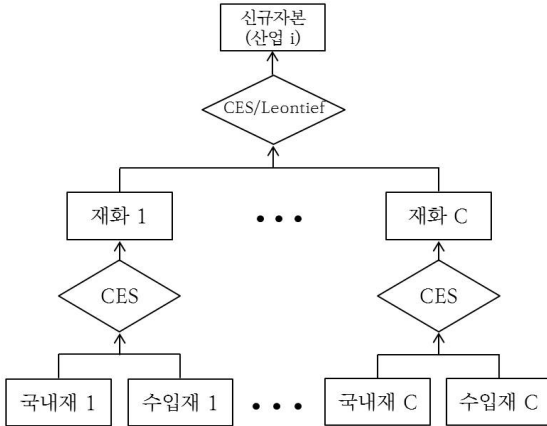 신규자본
(산업 i)
CES/Leontief
재화 1
• • •
재화 C
CES
CES
국내재 1
수입재 1
• • •
국내재 C
수입재 C